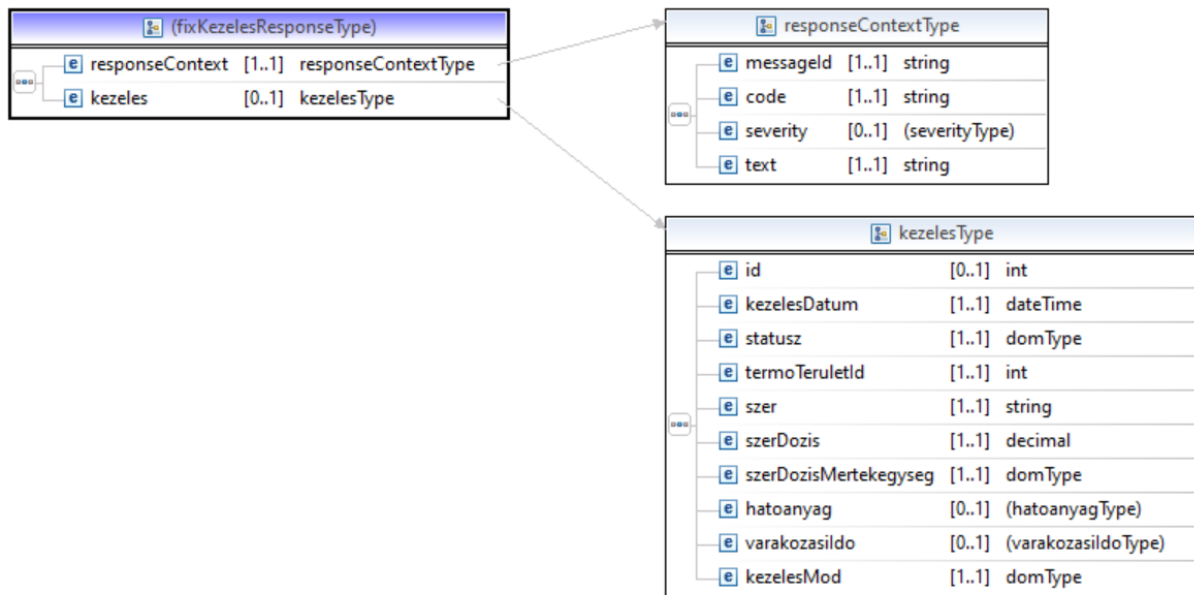 (fixKezelesResponseType)
responseContext [1..1] responseContextType
kezeles [0..1] kezelesType
responseContextType
messageId [1..1] string
code [1..1] string
severity [0..1] (severityType)
text [1..1] string
kezelesType
id [0..1] int
kezelesDatum [1..1] dateTime
statusz [1..1] domType
termoTeruletId [1..1] int
szer [1..1] string
szerDozis [1..1] decimal
szerDozisMertekegyseg [1..1] domType
hatoanyag [0..1] (hatoanyagType)
varakozasiIdo [0..1] (varakozasiIdoType)
kezelesMod [1..1] domType